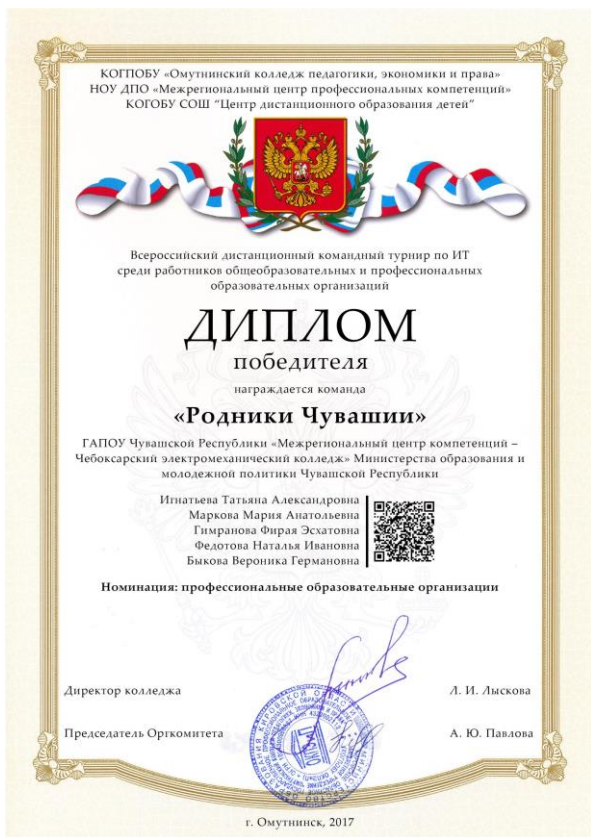 КОГПОБУ «Омутнинский колледж педагогики, экономики и права»
НОУ ДПО «Межрегиональный центр профессиональных компетенций»
КОГОБУ СОШ "Центр дистанционного образования детей"
Всероссийский дистанционный командный турнир по ИТ
среди работников общеобразовательных и профессиональных
образовательных организаций
ДИПЛОМ
победителя
награждается команда
«Родники Чувашии»
ГАПОУ Чувашской Республики «Межрегиональный центр компетенций –
Чебоксарский электромеханический колледж» Министерства образования и
молодежной политики Чувашской Республики
Игнатьева Татьяна Александровна
Маркова Мария Анатольевна
Гимранова Фирая Эсхатовна
Федотова Наталья Ивановна
Быкова Вероника Германовна
Номинация: профессиональные образовательные организации
Директор колледжа
Л. И. Лыскова
Председатель Оргкомитета
А. Ю. Павлова
г. Омутнинск, 2017